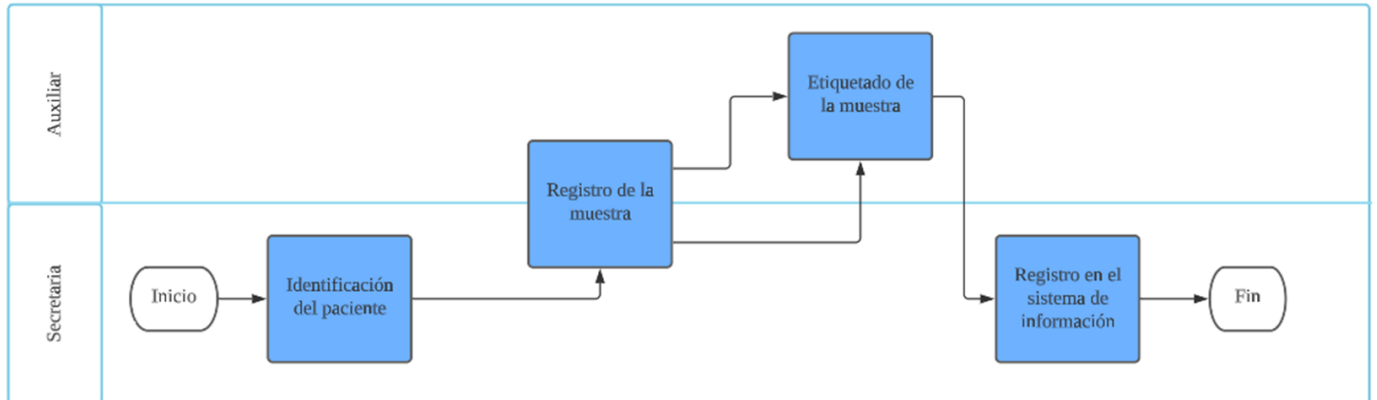 Auxiliar
Etiquetado de
la muestra
Registro de la
muestra
Secretaria
Inicio
Identificación
del paciente
Registro en el
sistema de
información
Fin